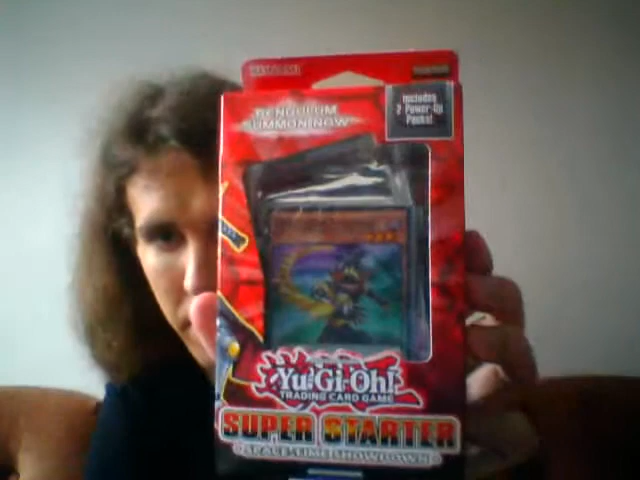 KONAMI
PENDULUM
SUMMON NOW
Includes
2 Power-Up
Packs!
Yu-Gi-Oh!
TRADING CARD GAME
SUPER STARTER
SPACE-TIME SHOWDOWN